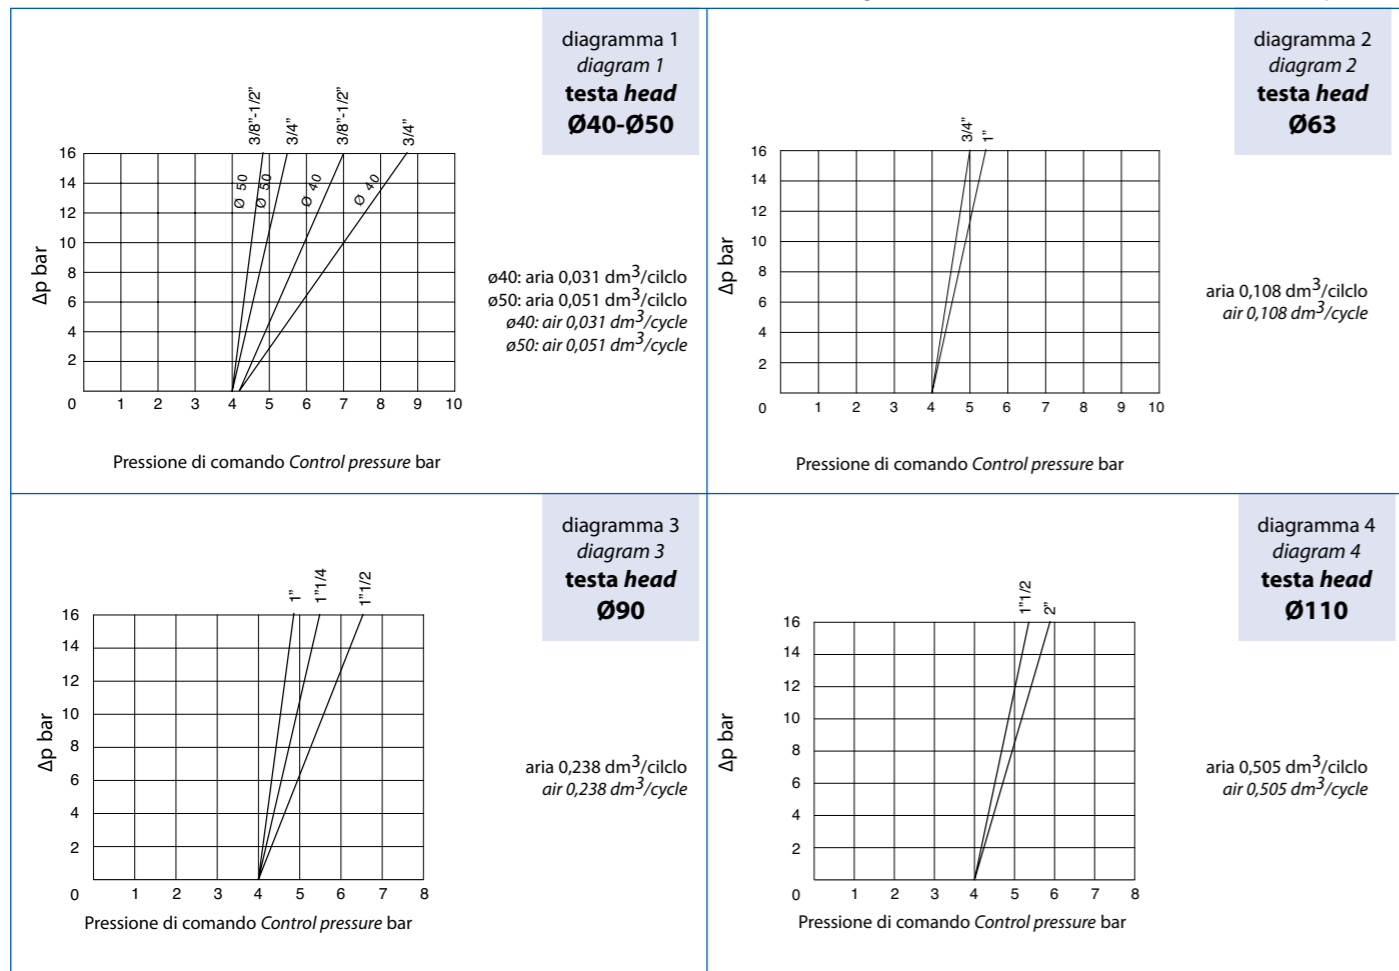 diagramma 1
diagram 1
testa head
Ø40-Ø50
3/8”-1/2”
3/4”
3/8”-1/2”
3/4”
Ø 50
Ø 50
Ø 40
Ø 40
16
14
12
10
8
6
4
2
0 1 2 3 4 5 6 7 8 9 10
Δp bar
Pressione di comando Control pressure bar
ø40: aria 0,031 dm³/cilclo
ø50: aria 0,051 dm³/cilclo
ø40: air 0,031 dm³/cycle
ø50: air 0,051 dm³/cycle
diagramma 2
diagram 2
testa head
Ø63
3/4”
1”
16
14
12
10
8
6
4
2
0 1 2 3 4 5 6 7 8 9 10
Δp bar
Pressione di comando Control pressure bar
aria 0,108 dm³/cilclo
air 0,108 dm³/cycle
diagramma 3
diagram 3
testa head
Ø90
1”
1”1/4
1”1/2
16
14
12
10
8
6
4
2
0 1 2 3 4 5 6 7 8
Δp bar
Pressione di comando Control pressure bar
aria 0,238 dm³/cilclo
air 0,238 dm³/cycle
diagramma 4
diagram 4
testa head
Ø110
1”1/2
2”
16
14
12
10
8
6
4
2
0 1 2 3 4 5 6 7 8
Δp bar
Pressione di comando Control pressure bar
aria 0,505 dm³/cilclo
air 0,505 dm³/cycle